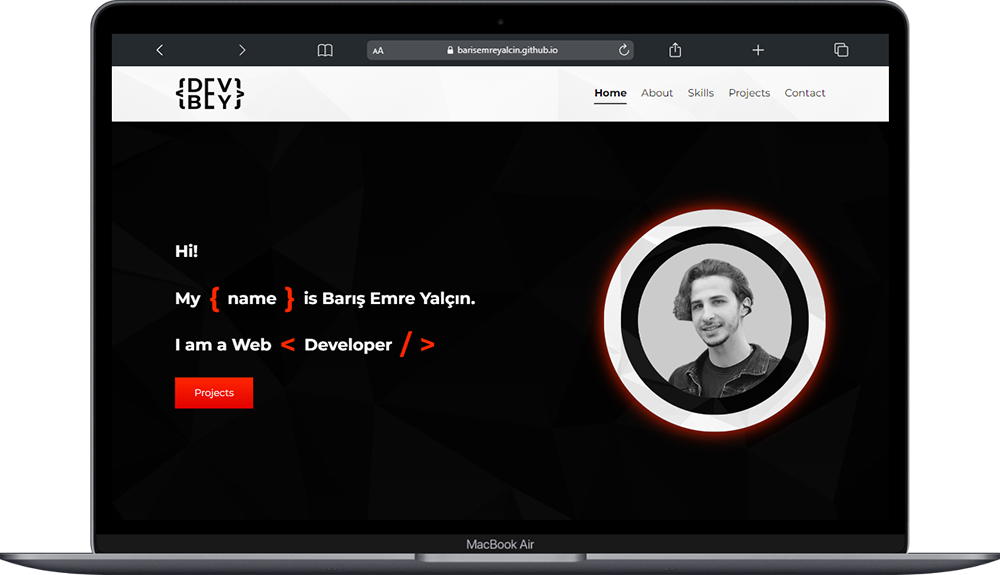 AA barisemreyalcin.github.io
{DEV}
<BEY>
Home About Skills Projects Contact
Hi!
My { name } is Barış Emre Yalçın.
I am a Web < Developer / >
Projects
MacBook Air